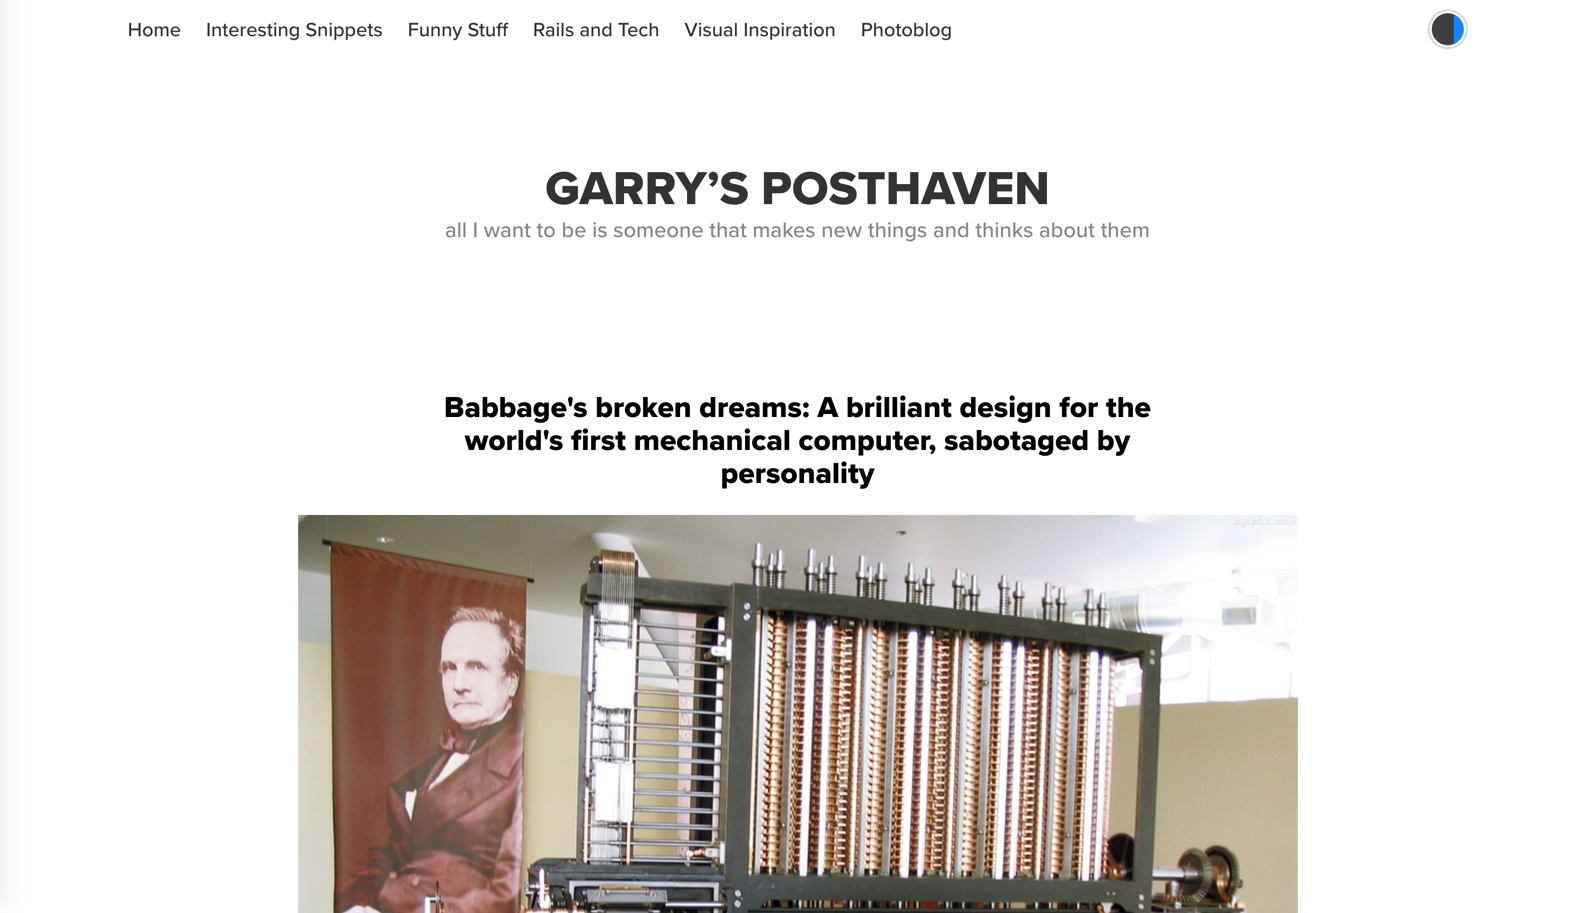 Home Interesting Snippets Funny Stuff Rails and Tech Visual Inspiration Photoblog
GARRY’S POSTHAVEN
all I want to be is someone that makes new things and thinks about them
Babbage's broken dreams: A brilliant design for the
world's first mechanical computer, sabotaged by
personality